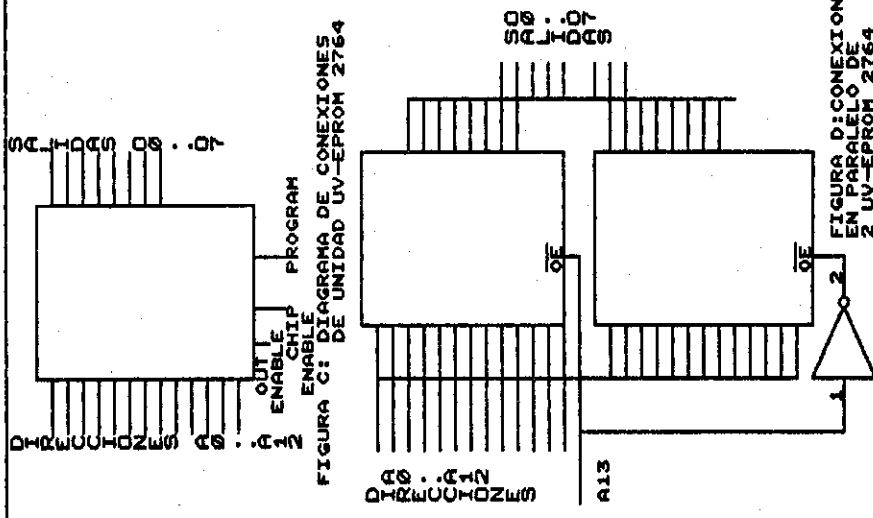 SALIDAS O0..O7
DIRECCIONES A0..A12
OUT
ENABLE
CHIP
ENABLE
PROGRAM
FIGURA C: DIAGRAMA DE CONEXIONES
DE UNIDAD UV-EPROM 2764
SALIDAS
O0..O7
DIRECCIONES
A0..A12
A13
OE
OE
1
2
FIGURA D:CONEXION
EN PARALELO DE
2 UV-EPROM 2764